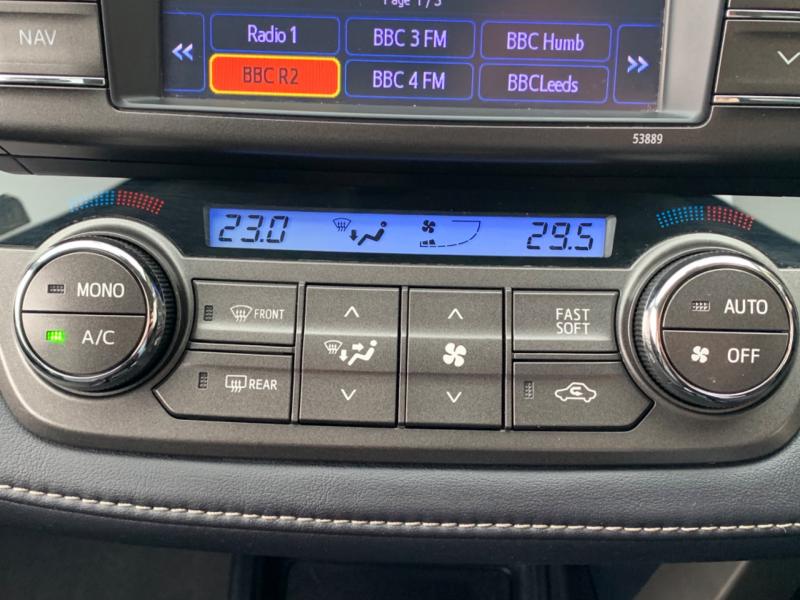 Page 1 / 3
NAV
Radio 1
BBC 3 FM
BBC Humb
BBC R2
BBC 4 FM
BBCLeeds
53889
23.0
29.5
MONO
A/C
FRONT
REAR
FAST
SOFT
AUTO
OFF